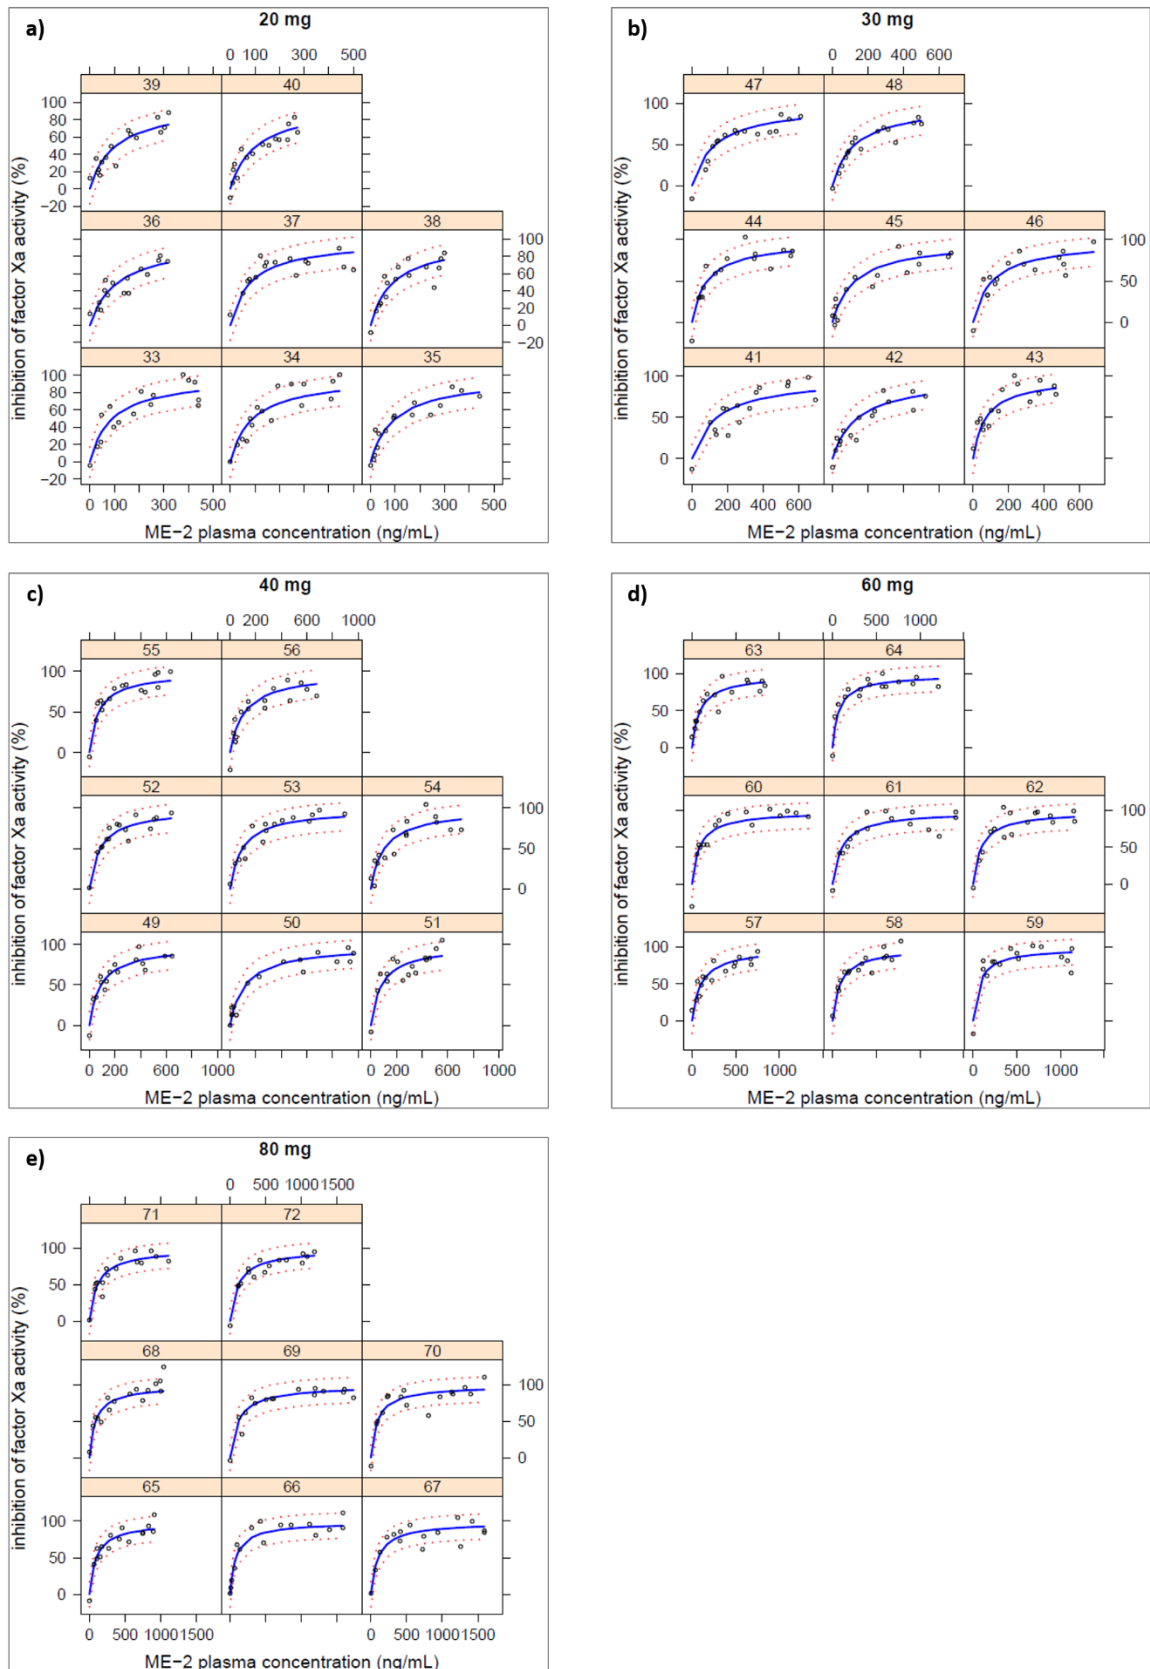 a) 20 mg
0 100 300 500
39 40
100
80
60
40
20
0
−20
36 37 38
100
80
60
40
20
0
−20
33 34 35
100
80
60
40
20
0
−20
0 100 300 500 0 100 300 500
inhibition of factor Xa activity (%)
ME−2 plasma concentration (ng/mL)
b) 30 mg
0 200 400 600
47 48
100
50
0
44 45 46
100
50
0
41 42 43
100
50
0
0 200 400 600 0 200 400 600
inhibition of factor Xa activity (%)
ME−2 plasma concentration (ng/mL)
c) 40 mg
0 200 600 1000
55 56
100
50
0
52 53 54
100
50
0
49 50 51
100
50
0
0 200 600 1000 0 200 600 1000
inhibition of factor Xa activity (%)
ME−2 plasma concentration (ng/mL)
d) 60 mg
0 500 1000
63 64
100
50
0
60 61 62
100
50
0
57 58 59
100
50
0
0 500 1000 0 500 1000
inhibition of factor Xa activity (%)
ME−2 plasma concentration (ng/mL)
e) 80 mg
0 500 1000 1500
71 72
100
50
0
68 69 70
100
50
0
65 66 67
100
50
0
0 500 1000 1500 0 500 1000 1500
inhibition of factor Xa activity (%)
ME−2 plasma concentration (ng/mL)